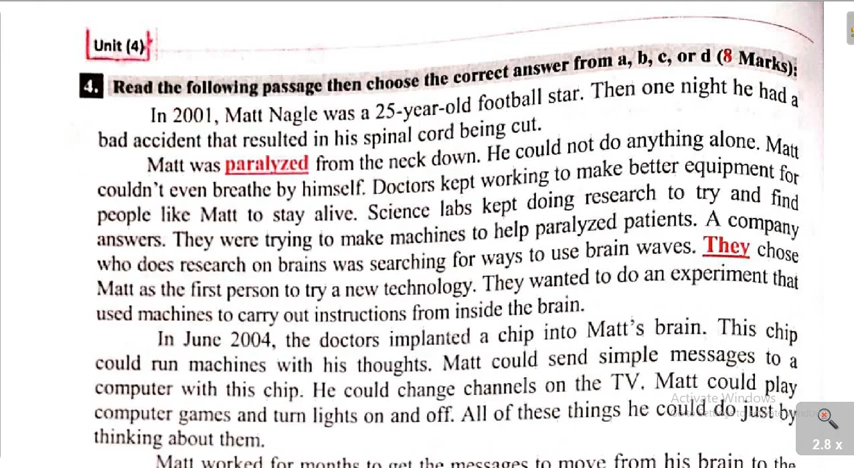 Unit (4)
4. Read the following passage then choose the correct answer from a, b, c, or d (8 Marks):
In 2001, Matt Nagle was a 25-year-old football star. Then one night he had a
bad accident that resulted in his spinal cord being cut.
Matt was paralyzed from the neck down. He could not do anything alone. Matt
couldn't even breathe by himself. Doctors kept working to make better equipment for
people like Matt to stay alive. Science labs kept doing research to try and find
answers. They were trying to make machines to help paralyzed patients. A company
who does research on brains was searching for ways to use brain waves. They chose
Matt as the first person to try a new technology. They wanted to do an experiment that
used machines to carry out instructions from inside the brain.
In June 2004, the doctors implanted a chip into Matt's brain. This chip
could run machines with his thoughts. Matt could send simple messages to a
computer with this chip. He could change channels on the TV. Matt could play
Activate Windows
computer games and turn lights on and off. All of these things he could do just by
thinking about them.
2.8 x
Matt worked for months to get the messages to move from his brain to the